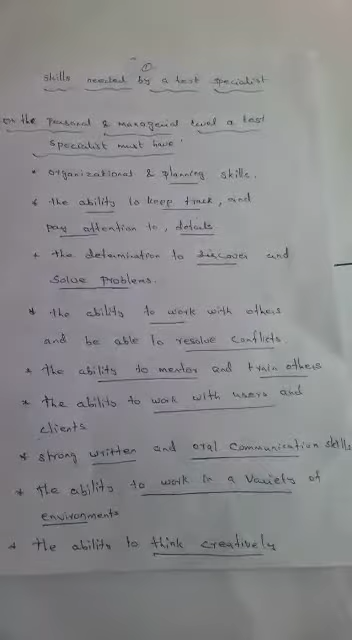 ①
skills needed by a test specialist
on the personal & managerial level a test
specialist must have:
* organizational & planning skills.
* the ability to keep track, and
pay attention to, details
* the determination to discover and
solve problems.
* the ability to work with others
and be able to resolve conflicts.
* the ability to mentor and train others
* the ability to work with users and
clients
* strong written and oral communication skills
* the ability to work in a variety of
environments
* the ability to think creatively